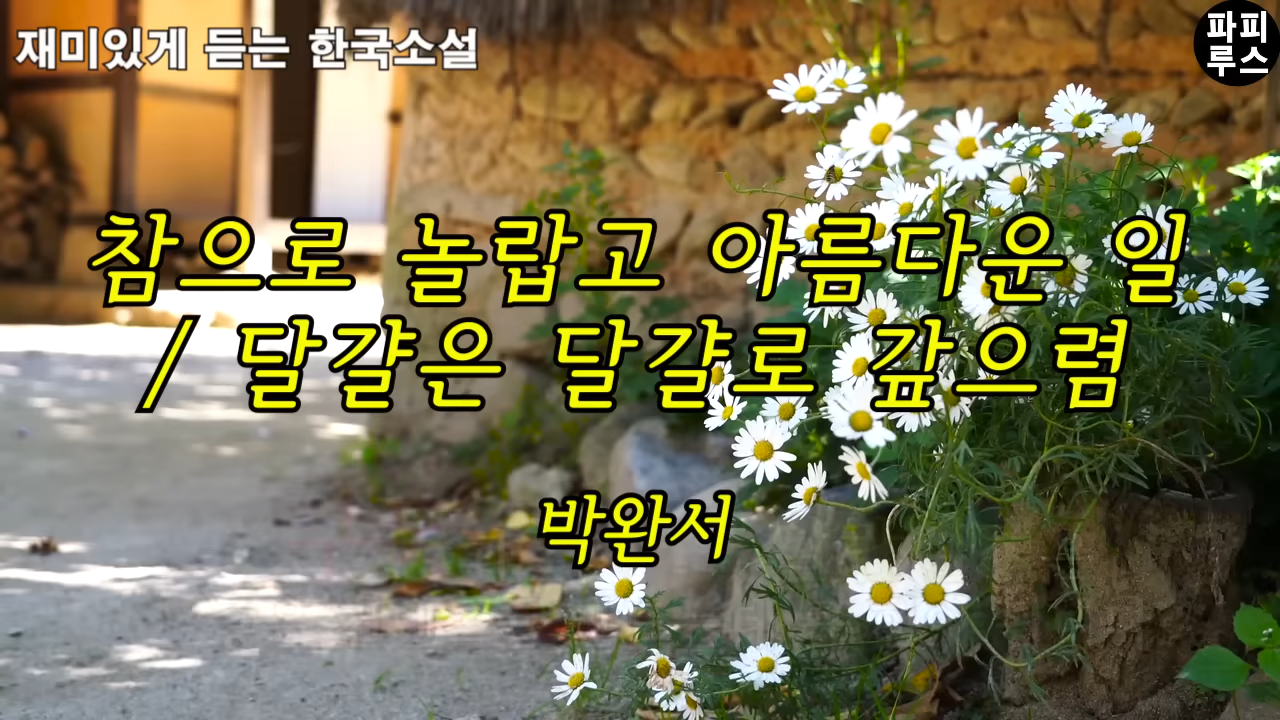 재미있게 듣는 한국소설
파피
루스
참으로 놀랍고 아름다운 일
/ 달걀은 달걀로 갚으렴
박완서